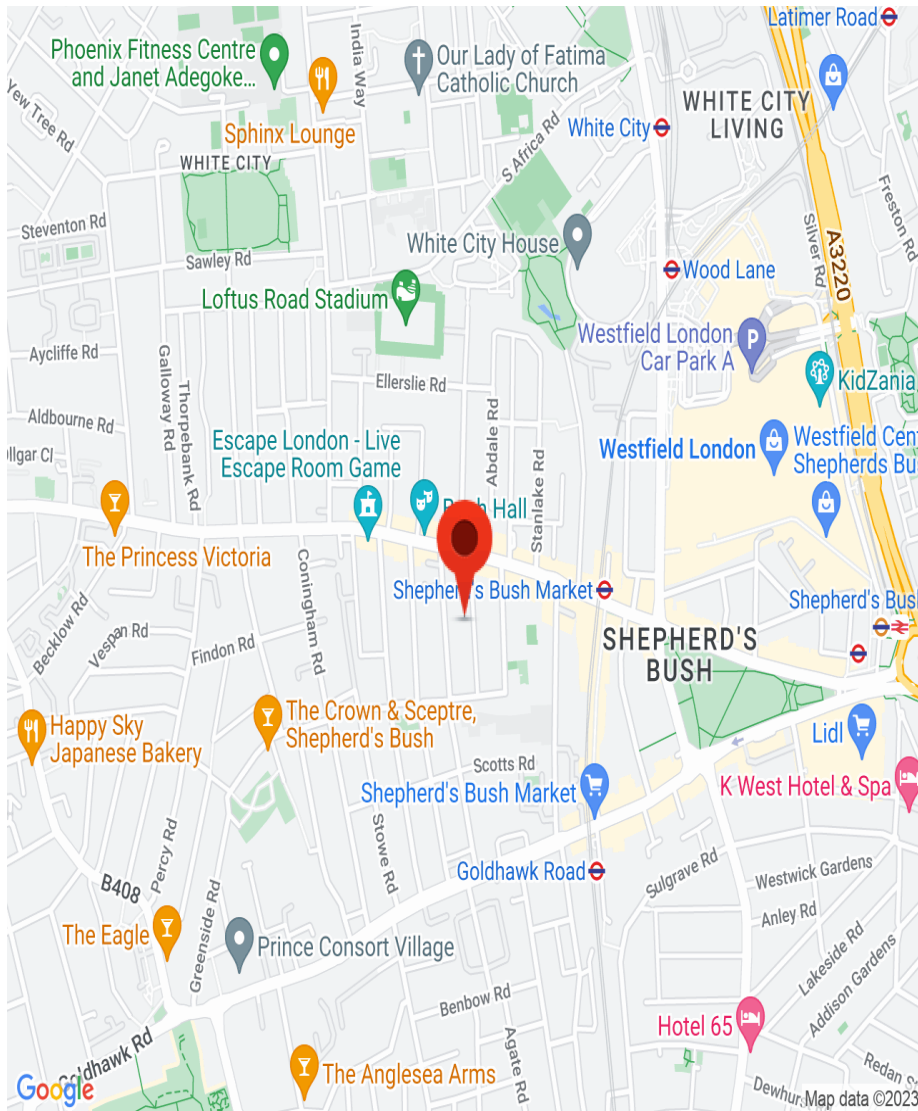 Latimer Road
Phoenix Fitness Centre
and Janet Adegoke...
India Way
Our Lady of Fatima
Catholic Church
Yew Tree Rd
Sphinx Lounge
WHITE CITY
LIVING
White City
S Africa Rd
WHITE CITY
Freston Rd
Steventon Rd
White City House
Silver Rd
A3220
Sawley Rd
Wood Lane
Loftus Road Stadium
Westfield London
Car Park A
P
Aycliffe Rd
Galloway Rd
Thorpebank Rd
Ellerslie Rd
KidZania
Aldbourne Rd
Abdale Rd
Escape London - Live
Escape Room Game
Stanlake Rd
Westfield London
Westfield Cen
Shepherds Bu
llgar Cl
Hall
The Princess Victoria
Coningham Rd
Shepherd's Bush Market
Shepherd's Bush
Becklow Rd
Vespan Rd
Findon Rd
SHEPHERD'S
BUSH
Happy Sky
Japanese Bakery
The Crown & Sceptre,
Shepherd's Bush
Lidl
Scotts Rd
Shepherd's Bush Market
K West Hotel & Spa
Percy Rd
Stowe Rd
Goldhawk Road
Sulgrave Rd
Westwick Gardens
B408
Greenside Rd
Anley Rd
The Eagle
Prince Consort Village
Lakeside Rd
Addison Gardens
Benbow Rd
Hotel 65
Agate Rd
Goldhawk Rd
The Anglesea Arms
Redan S
Google
Dewhurs
Map data ©2023